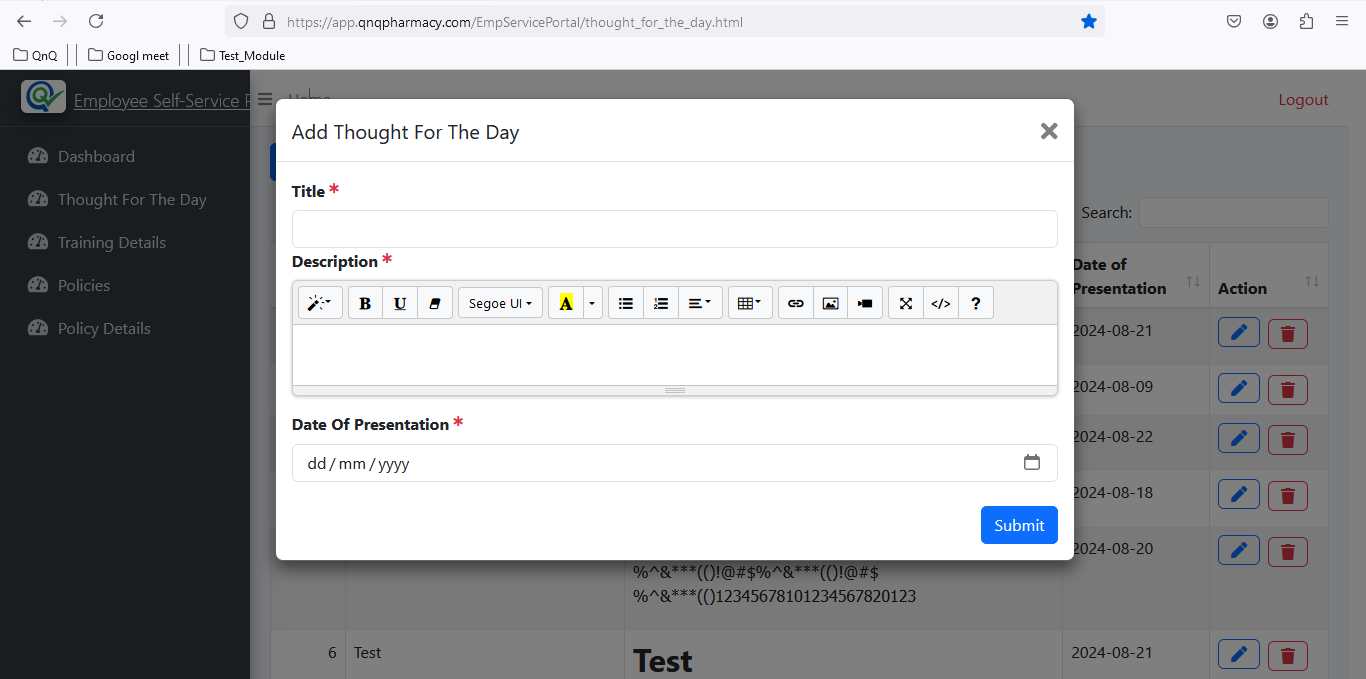 https://app.qnqpharmacy.com/EmpServicePortal/thought_for_the_day.html
QnQ
Googl meet
Test_Module
Employee Self-Service
Home
Logout
Dashboard
Thought For The Day
Training Details
Policies
Policy Details
Add Thought For The Day
Title *
Description *
B U Segoe UI A </> ?
Date Of Presentation *
dd / mm / yyyy
Submit
Search:
Date of
Presentation
Action
2024-08-21
2024-08-09
2024-08-22
2024-08-18
2024-08-20
%^&***(()!@#$%^&***(()!@#$
%^&***(()12345678101234567820123
6 Test Test 2024-08-21